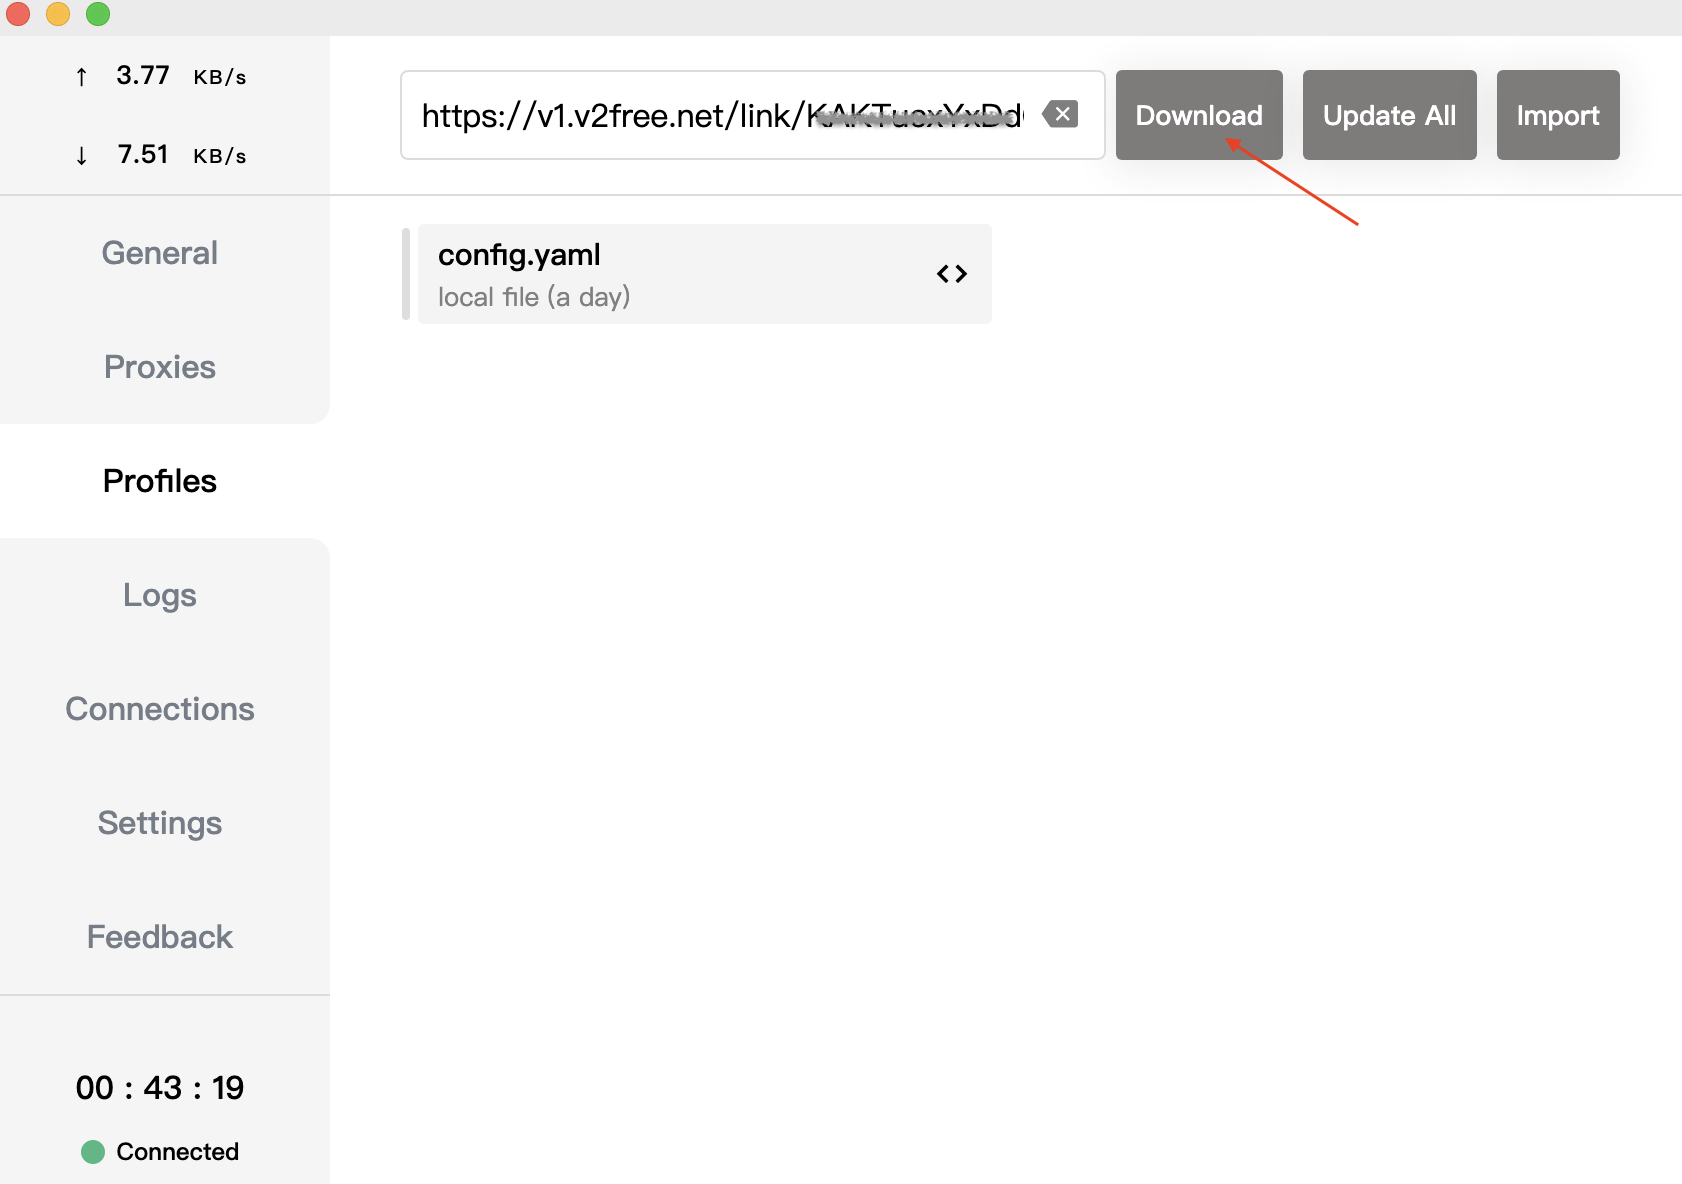 ↑ 3.77 KB/s
↓ 7.51 KB/s
https://v1.v2free.net/link/
Download
Update All
Import
config.yaml
local file (a day)
General
Proxies
Profiles
Logs
Connections
Settings
Feedback
00 : 43 : 19
Connected